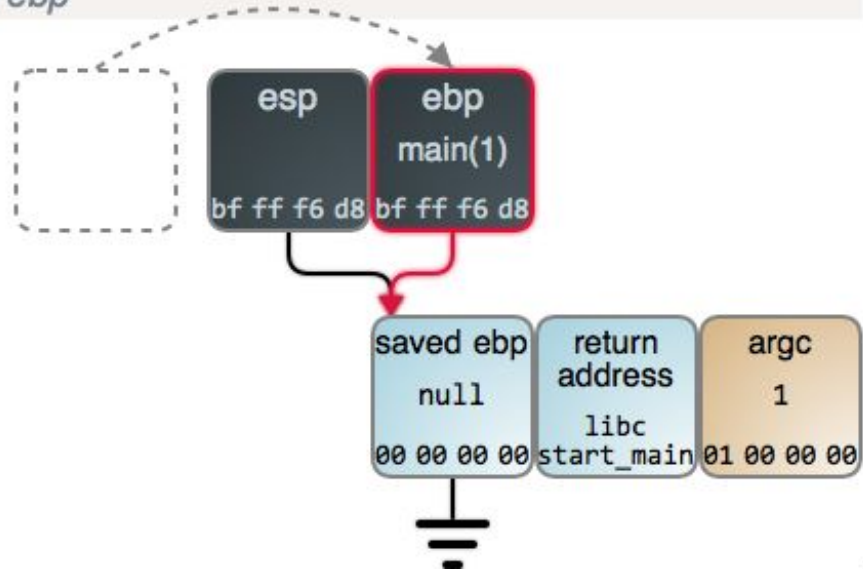 ebp
esp
bf ff f6 d8
ebp
main(1)
bf ff f6 d8
saved ebp
null
00 00 00 00
return
address
libc
start_main
argc
1
01 00 00 00